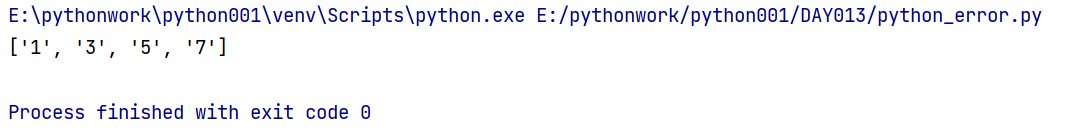 E:\pythonwork\python001\venv\Scripts\python.exe E:/pythonwork/python001/DAY013/python_error.py
['1', '3', '5', '7']
Process finished with exit code 0